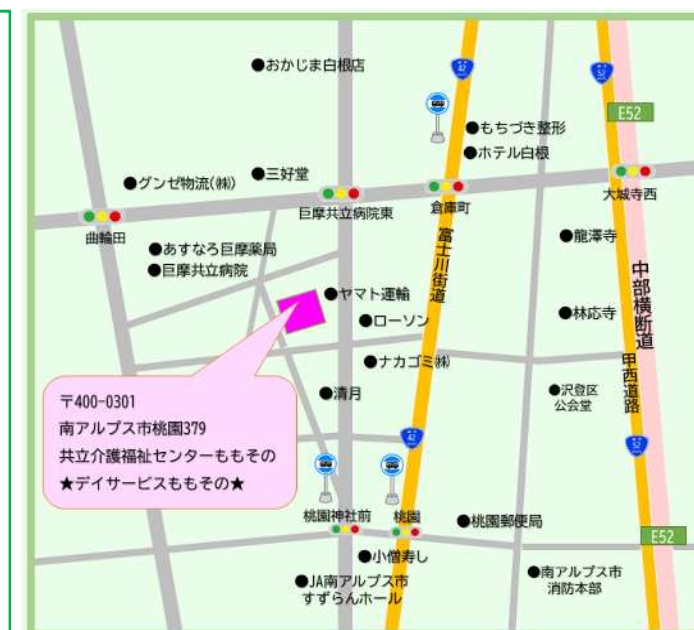 ●おかじま白根店
42
52
E52
●もちづき整形
●ホテル白根
●三好堂
●グンゼ物流(㈱)
巨摩共立病院東
倉庫町
大城寺西
曲輪田
●あすなろ巨摩薬局
●巨摩共立病院
富士川街道
●龍澤寺
中部横断道
●ヤマト運輸
●ローソン
●林応寺
甲西道路
●ナカゴミ㈱
●清月
●沢登区
公会堂
〒400-0301
南アルプス市桃園379
共立介護福祉センターももその
★デイサービスももその★
42
52
桃園神社前
桃園
●桃園郵便局
E52
●小僧寿し
●JA南アルプス市
すずらんホール
●南アルプス市
消防本部